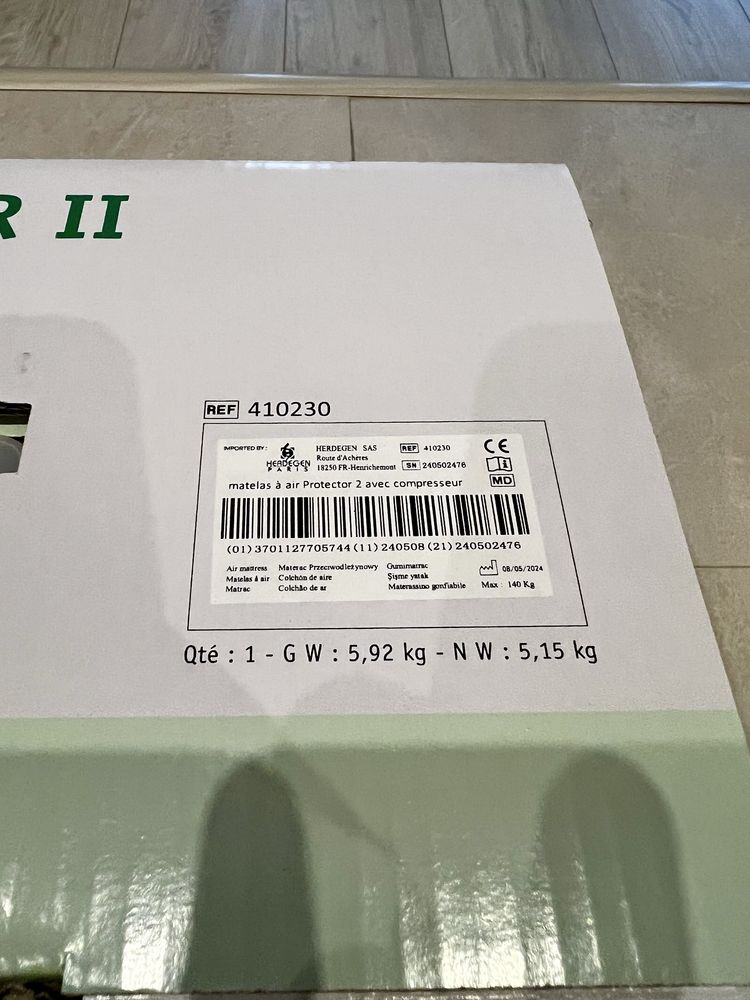 R II
REF 410230
IMPORTED BY : HERDEGEN PARIS HERDEGEN SAS REF 410230 CE
Route d'Achères
18250 FR-Henrichemont SN 240502476
MD
matelas à air Protector 2 avec compresseur
(01)3701127705744(11)240508(21)240502476
Air mattress Materac Przeciwodleżynowy Gumimatrac 08/05/2024
Matelas à air Colchón de aire Şişme yatak
Matrac Colchão de ar Materassino gonfiabile Max : 140 Kg
Qté : 1 - G W : 5,92 kg - N W : 5,15 kg